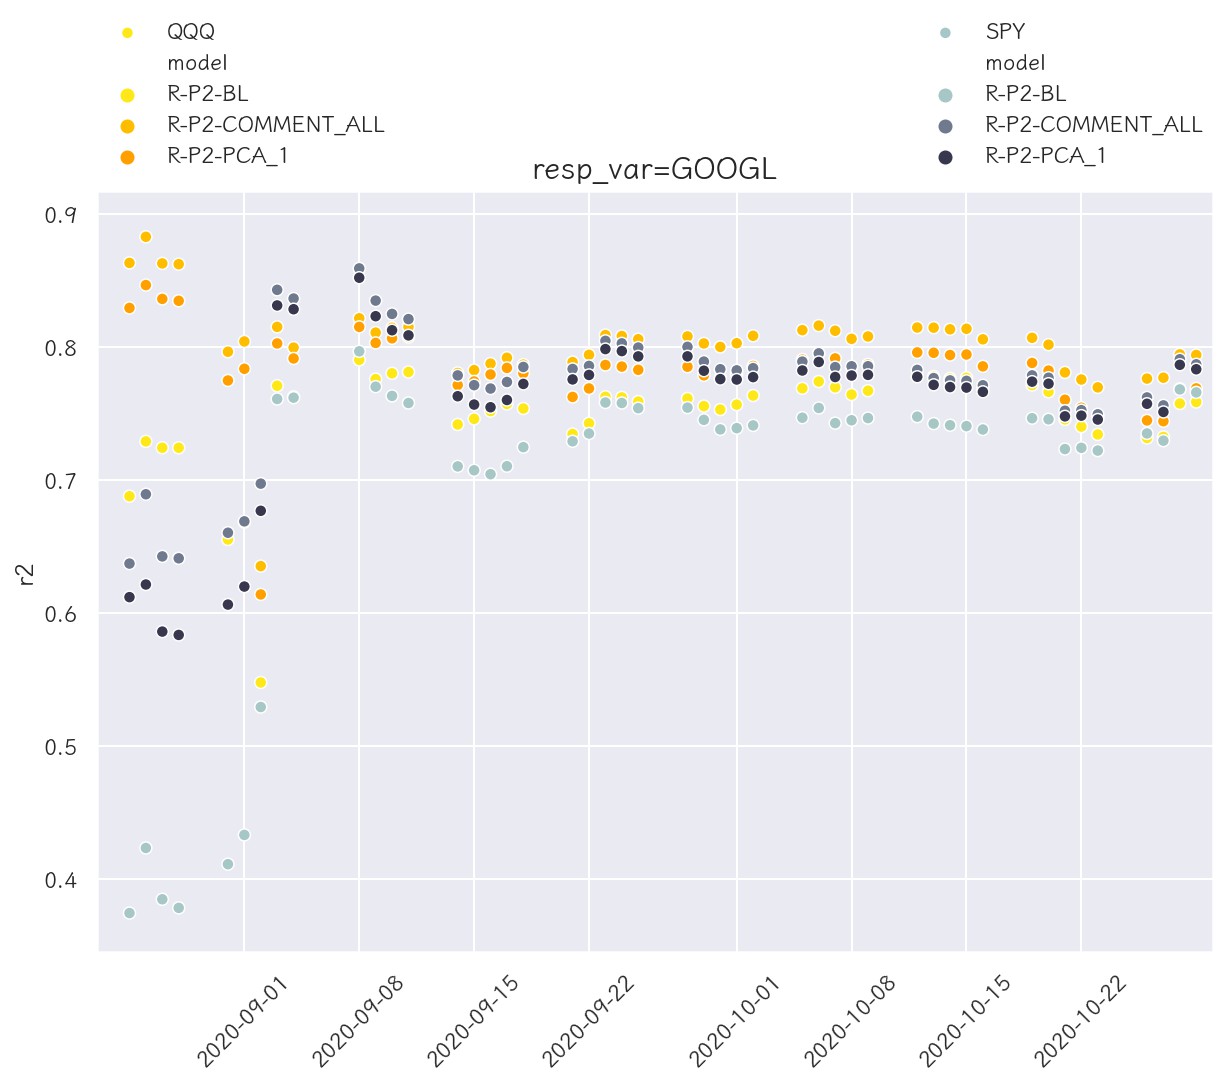 QQQ
model
R-P2-BL
R-P2-COMMENT_ALL
R-P2-PCA_1
SPY
model
R-P2-BL
R-P2-COMMENT_ALL
R-P2-PCA_1
resp_var=GOOGL
0.9
0.8
0.7
0.6
0.5
0.4
r2
2020-09-01
2020-09-08
2020-09-15
2020-09-22
2020-10-01
2020-10-08
2020-10-15
2020-10-22